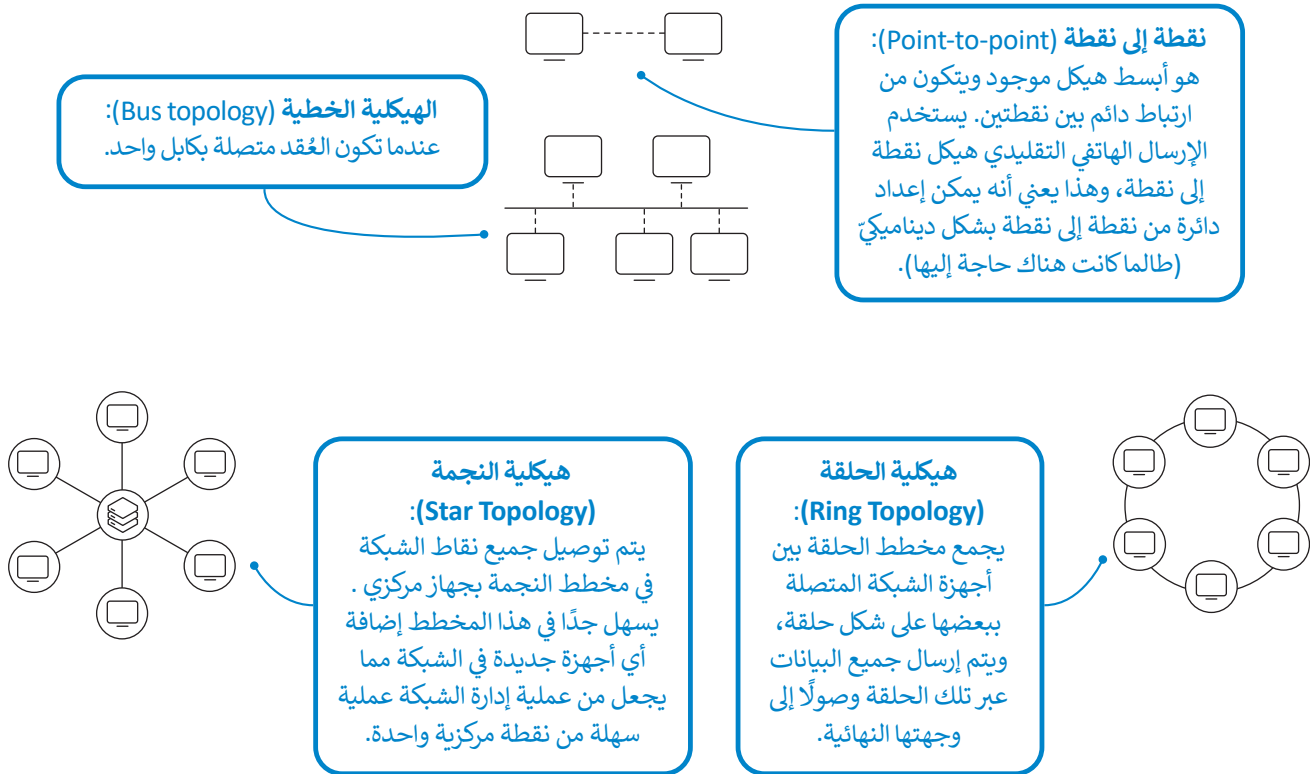 نقطة إلى نقطة (Point-to-point):
هو أبسط هيكل موجود ويتكون من
ارتباط دائم بين نقطتين. يستخدم
الإرسال الهاتفي التقليدي هيكل نقطة
إلى نقطة، وهذا يعني أنه يمكن إعداد
دائرة من نقطة إلى نقطة بشكل ديناميكيّ
(طالما كانت هناك حاجة إليها).
الهيكلية الخطية (Bus topology):
عندما تكون العُقد متصلة بكابل واحد.
هيكلية الحلقة
(Ring Topology):
يجمع مخطط الحلقة بين
أجهزة الشبكة المتصلة
ببعضها على شكل حلقة،
ويتم إرسال جميع البيانات
عبر تلك الحلقة وصولًا إلى
وجهتها النهائية.
هيكلية النجمة
(Star Topology):
يتم توصيل جميع نقاط الشبكة
في مخطط النجمة بجهاز مركزي .
يسهل جدًا في هذا المخطط إضافة
أي أجهزة جديدة في الشبكة مما
يجعل من عملية إدارة الشبكة عملية
سهلة من نقطة مركزية واحدة.